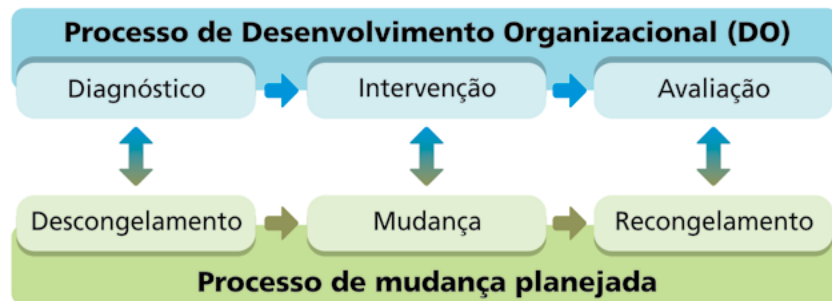 Processo de Desenvolvimento Organizacional (DO)
Diagnóstico
Intervenção
Avaliação
Descongelamento
Mudança
Recongelamento
Processo de mudança planejada